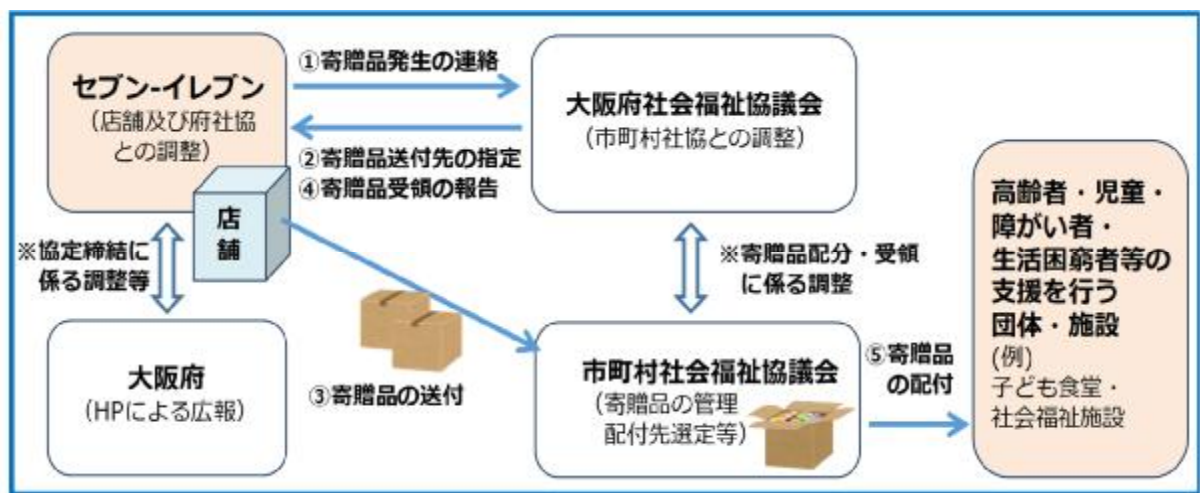 セブン-イレブン
（店舗及び府社協
との調整）
店
舗
①寄贈品発生の連絡
②寄贈品送付先の指定
④寄贈品受領の報告
大阪府社会福祉協議会
（市町村社協との調整）
※協定締結に
係る調整等
※寄贈品配分・受領
に係る調整
大阪府
（HPによる広報）
③寄贈品の送付
市町村社会福祉協議会
（寄贈品の管理
配付先選定等）
⑤寄贈品
の配付
高齢者・児童・
障がい者・
生活困窮者等の
支援を行う
団体・施設
(例)
子ども食堂・
社会福祉施設